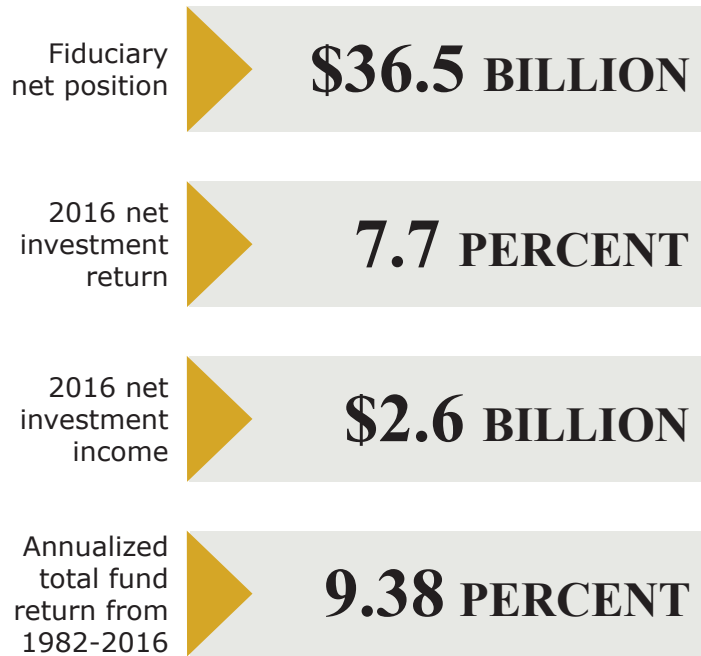 Fiduciary
net position
$36.5 BILLION
2016 net
investment
return
7.7 PERCENT
2016 net
investment
income
$2.6 BILLION
Annualized
total fund
return from
1982-2016
9.38 PERCENT